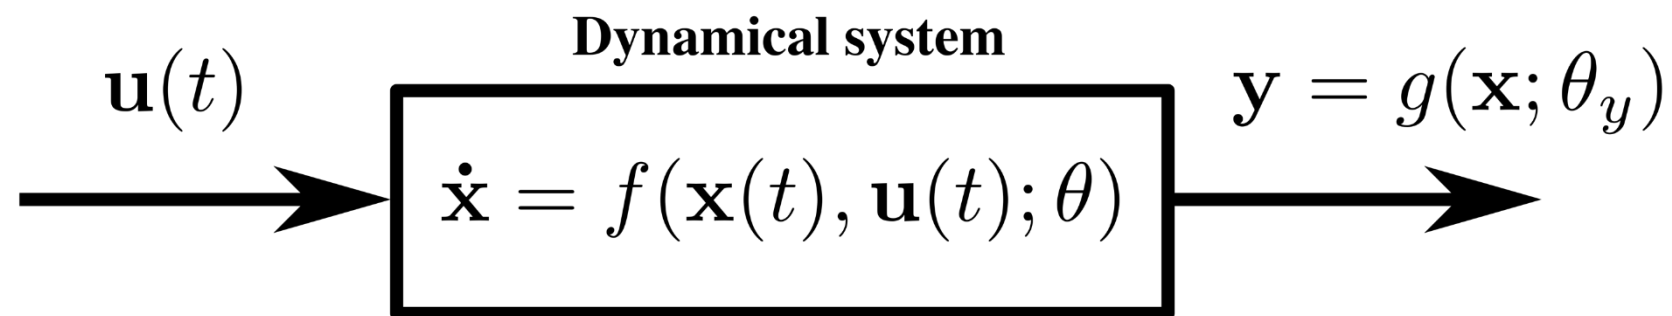 Dynamical system
u(t)
ẋ = f(x(t), u(t); θ)
y = g(x; θ_y)